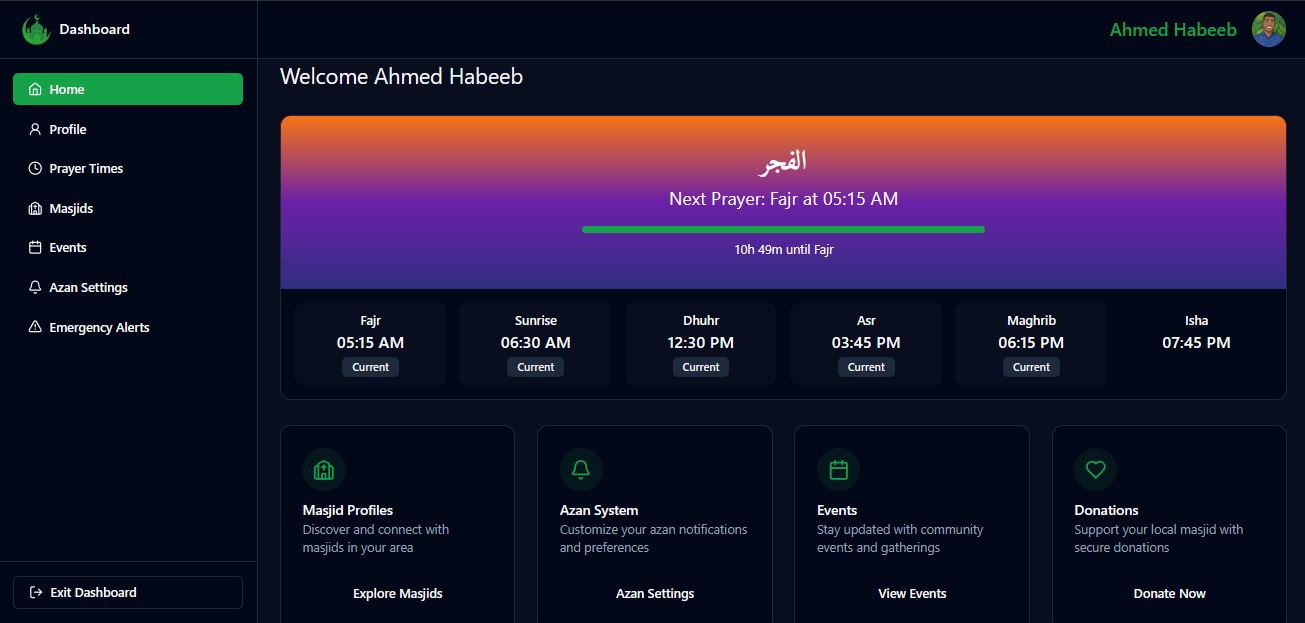 Dashboard
Ahmed Habeeb
Home
Profile
Prayer Times
Masjids
Events
Azan Settings
Emergency Alerts
Exit Dashboard
Welcome Ahmed Habeeb
الفجر
Next Prayer: Fajr at 05:15 AM
10h 49m until Fajr
Fajr
05:15 AM
Current
Sunrise
06:30 AM
Current
Dhuhr
12:30 PM
Current
Asr
03:45 PM
Current
Maghrib
06:15 PM
Current
Isha
07:45 PM
Masjid Profiles
Discover and connect with
masjids in your area
Explore Masjids
Azan System
Customize your azan notifications
and preferences
Azan Settings
Events
Stay updated with community
events and gatherings
View Events
Donations
Support your local masjid with
secure donations
Donate Now